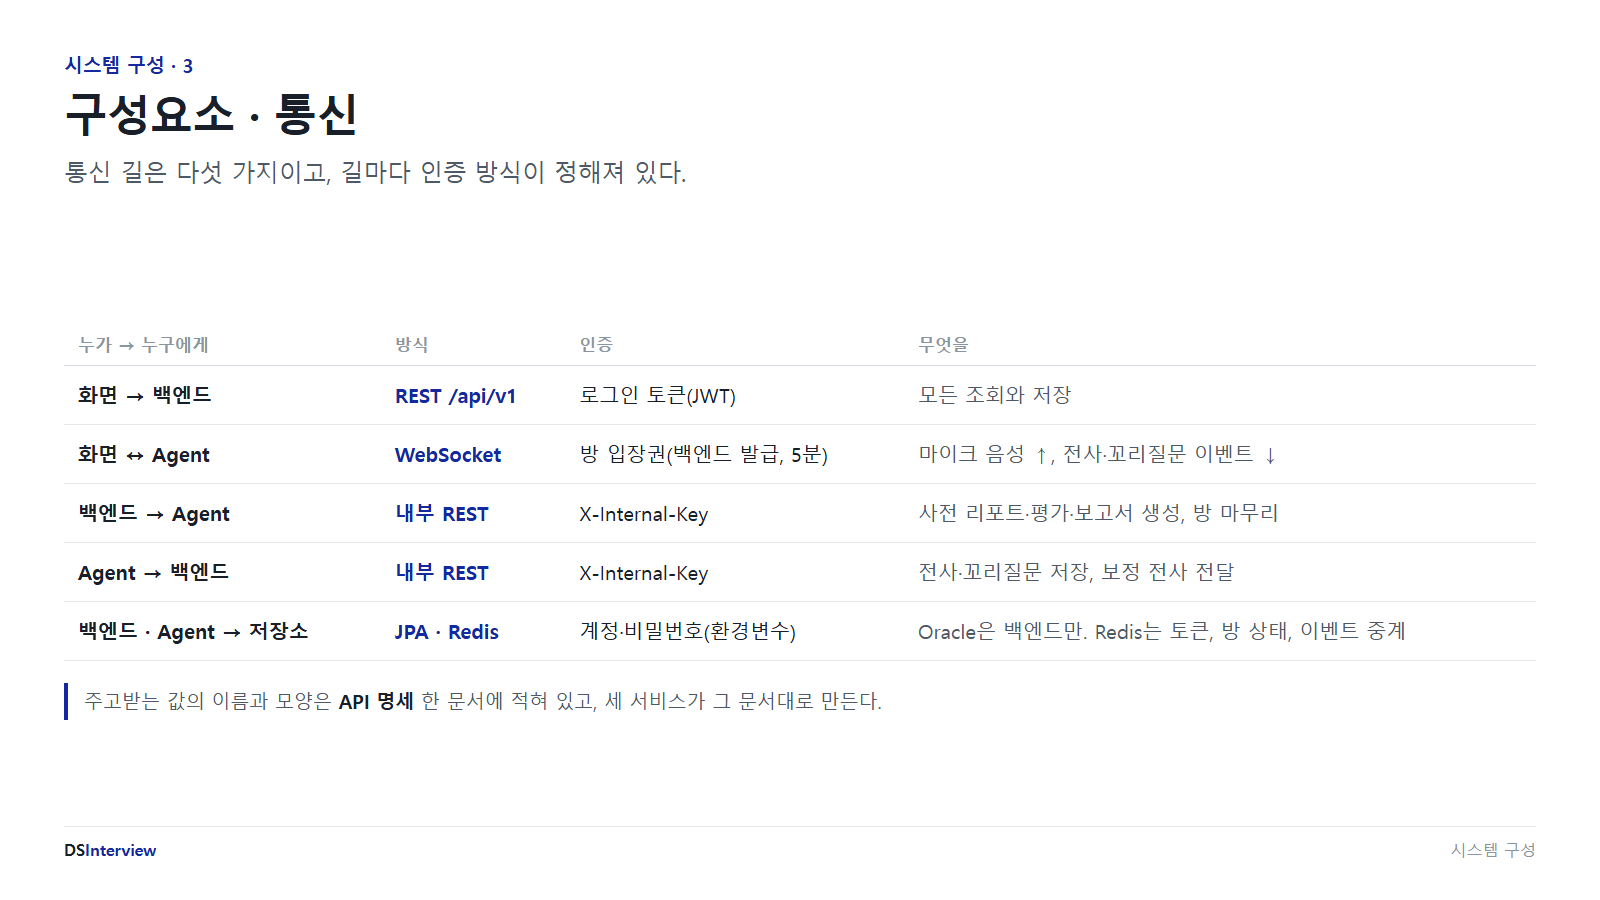 시스템 구성 · 3
구성요소 · 통신
통신 길은 다섯 가지이고, 길마다 인증 방식이 정해져 있다.
누가 → 누구에게 방식 인증 무엇을
화면 → 백엔드 REST /api/v1 로그인 토큰(JWT) 모든 조회와 저장
화면 ↔ Agent WebSocket 방 입장권(백엔드 발급, 5분) 마이크 음성 ↑, 전사·꼬리질문 이벤트 ↓
백엔드 → Agent 내부 REST X-Internal-Key 사전 리포트·평가·보고서 생성, 방 마무리
Agent → 백엔드 내부 REST X-Internal-Key 전사·꼬리질문 저장, 보정 전사 전달
백엔드 · Agent → 저장소 JPA · Redis 계정·비밀번호(환경변수) Oracle은 백엔드만. Redis는 토큰, 방 상태, 이벤트 중계
주고받는 값의 이름과 모양은 API 명세 한 문서에 적혀 있고, 세 서비스가 그 문서대로 만든다.
DSInterview 시스템 구성